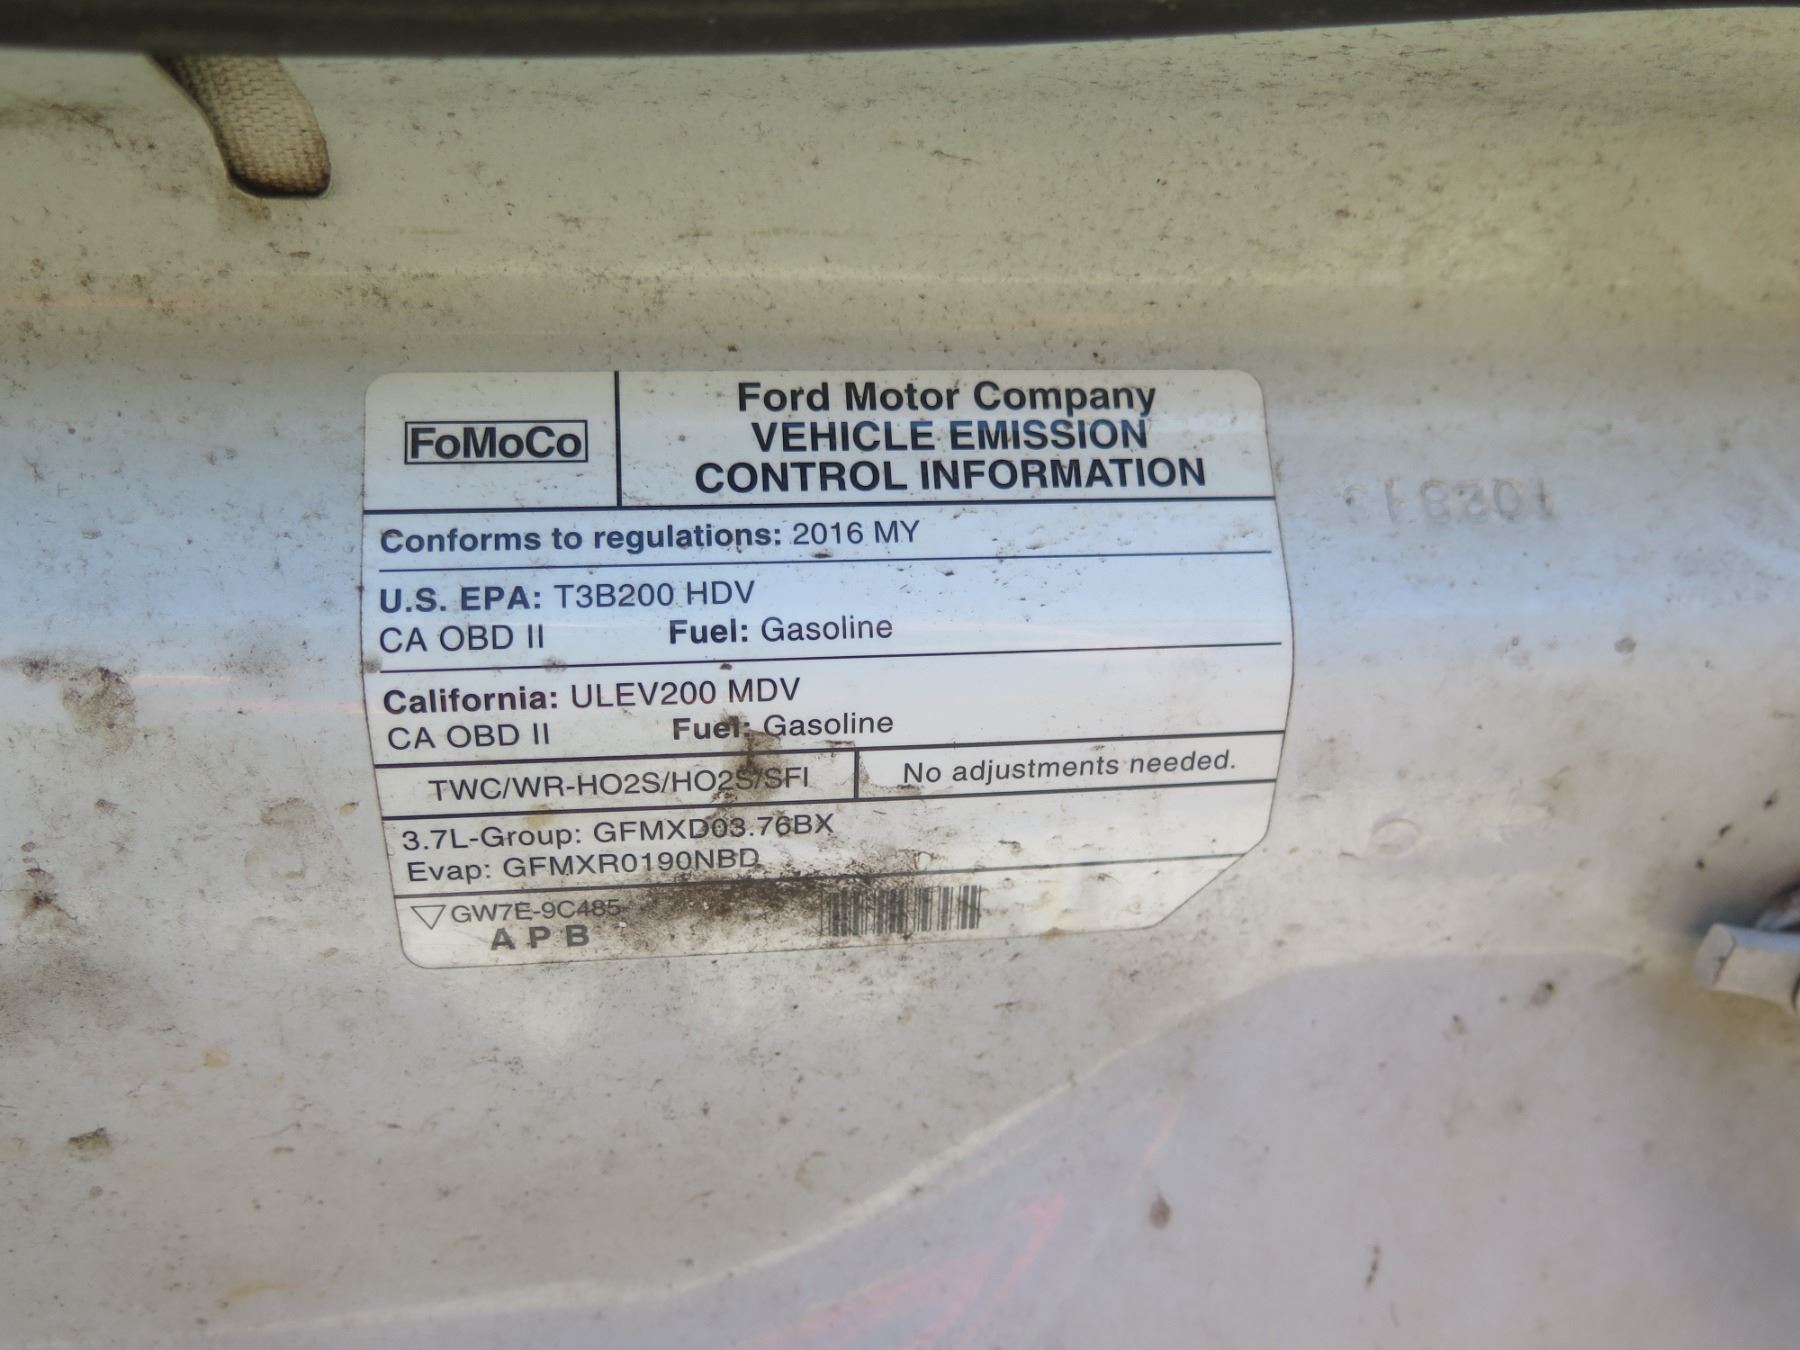 FoMoCo
Ford Motor Company
VEHICLE EMISSION
CONTROL INFORMATION
Conforms to regulations: 2016 MY
U.S. EPA: T3B200 HDV
CA OBD II Fuel: Gasoline
California: ULEV200 MDV
CA OBD II Fuel: Gasoline
TWC/WR-HO2S/HO2S/SFI No adjustments needed.
3.7L-Group: GFMXD03.76BX
Evap: GFMXR0190NBD
GW7E-9C485
A P B